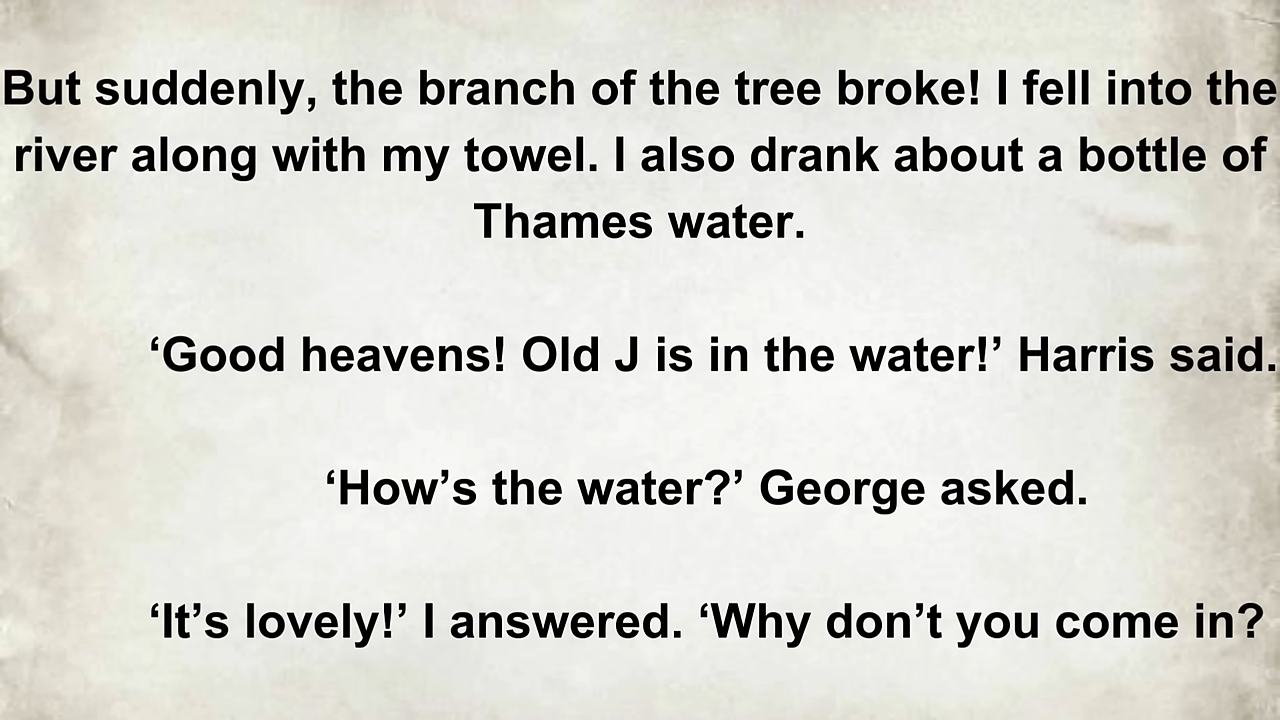 But suddenly, the branch of the tree broke! I fell into the
river along with my towel. I also drank about a bottle of
Thames water.
‘Good heavens! Old J is in the water!’ Harris said.
‘How’s the water?’ George asked.
‘It’s lovely!’ I answered. ‘Why don’t you come in?